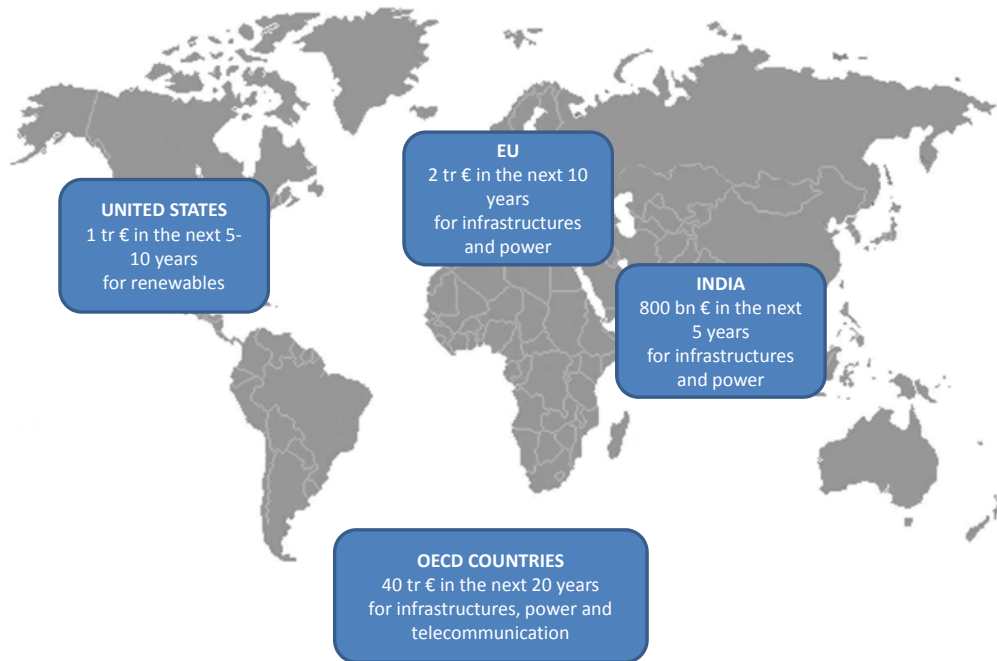 EU
2 tr € in the next 10
years
for infrastructures
and power
UNITED STATES
1 tr € in the next 5-
10 years
for renewables
INDIA
800 bn € in the next
5 years
for infrastructures
and power
OECD COUNTRIES
40 tr € in the next 20 years
for infrastructures, power and
telecommunication